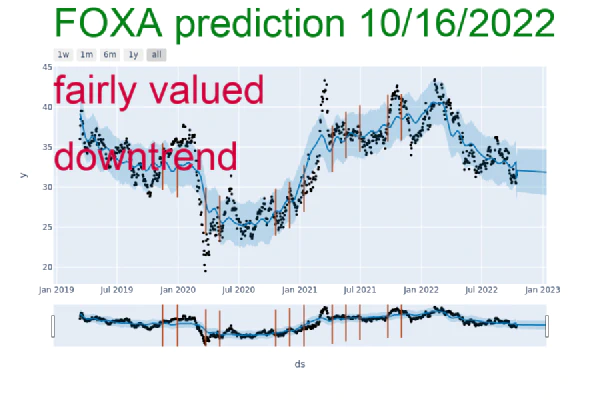 FOXA prediction 10/16/2022
1w 1m 6m 1y all
45
fairly valued
40
35
downtrend
30
y
25
20
Jan 2019 Jul 2019 Jan 2020 Jul 2020 Jan 2021 Jul 2021 Jan 2022 Jul 2022 Jan 2023
ds